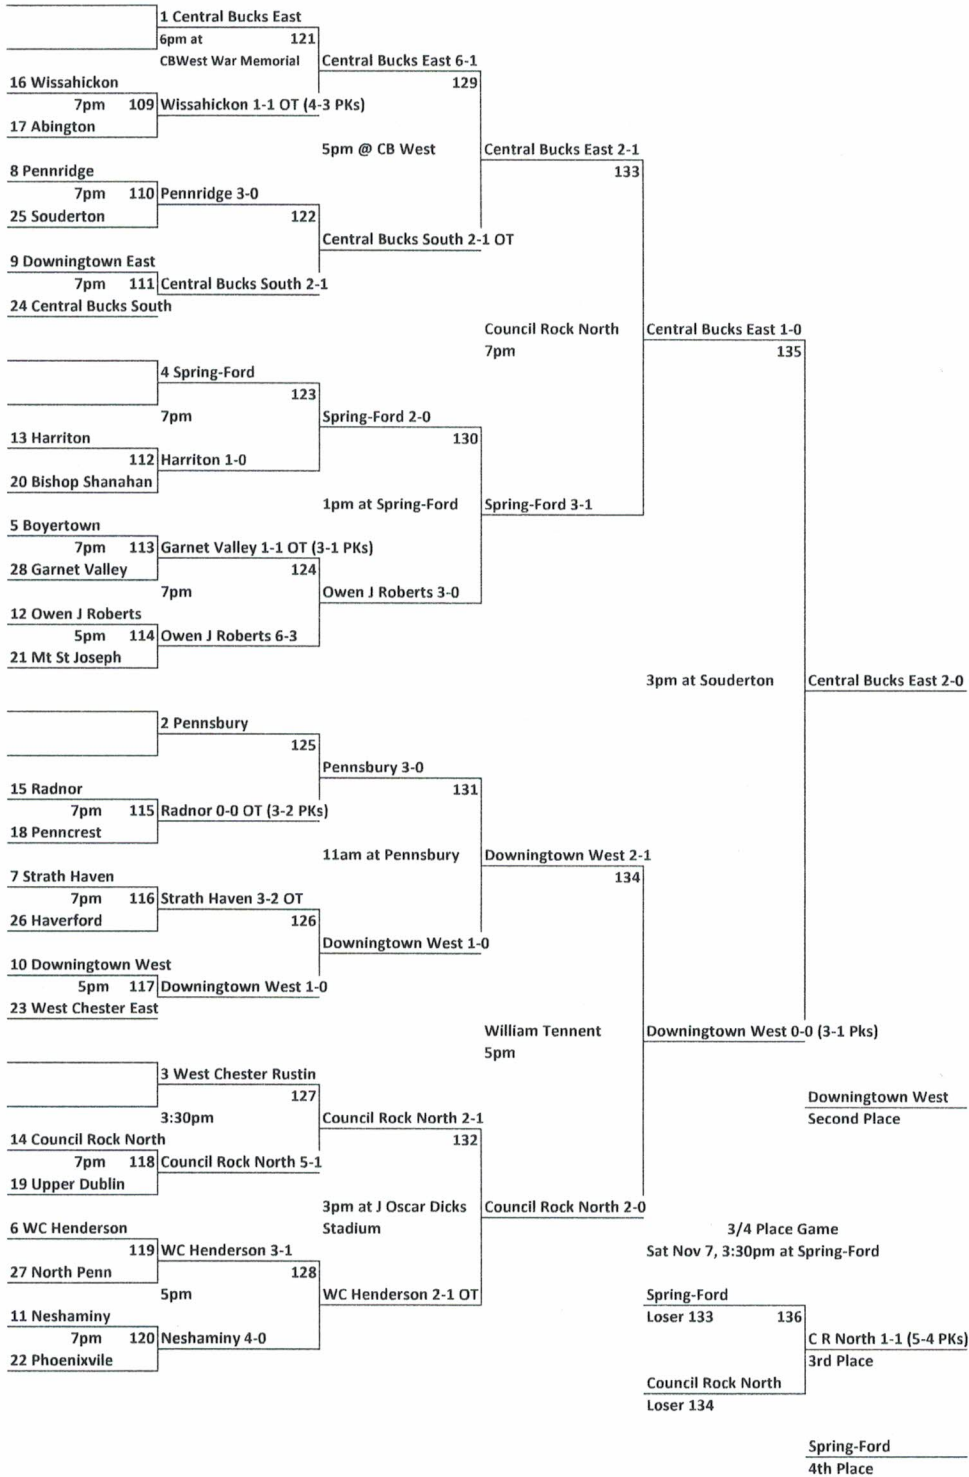 1 Central Bucks East
6pm at 121
CBWest War Memorial
Central Bucks East 6-1
129
16 Wissahickon
7pm 109 Wissahickon 1-1 OT (4-3 PKs)
17 Abington
5pm @ CB West
Central Bucks East 2-1
133
8 Pennridge
7pm 110 Pennridge 3-0
25 Souderton
122
Central Bucks South 2-1 OT
9 Downingtown East
7pm 111 Central Bucks South 2-1
24 Central Bucks South
Council Rock North
7pm
Central Bucks East 1-0
135
4 Spring-Ford
123
7pm
Spring-Ford 2-0
130
13 Harriton
112 Harriton 1-0
20 Bishop Shanahan
1pm at Spring-Ford
Spring-Ford 3-1
5 Boyertown
7pm 113 Garnet Valley 1-1 OT (3-1 PKs)
28 Garnet Valley
124
7pm
Owen J Roberts 3-0
12 Owen J Roberts
5pm 114 Owen J Roberts 6-3
21 Mt St Joseph
3pm at Souderton
Central Bucks East 2-0
2 Pennsbury
125
Pennsbury 3-0
131
15 Radnor
7pm 115 Radnor 0-0 OT (3-2 PKs)
18 Penncrest
11am at Pennsbury
Downingtown West 2-1
134
7 Strath Haven
7pm 116 Strath Haven 3-2 OT
26 Haverford
126
Downingtown West 1-0
10 Downingtown West
5pm 117 Downingtown West 1-0
23 West Chester East
William Tennent
5pm
Downingtown West 0-0 (3-1 Pks)
3 West Chester Rustin
127
3:30pm
Council Rock North 2-1
132
Downingtown West
Second Place
14 Council Rock North
7pm 118 Council Rock North 5-1
19 Upper Dublin
3pm at J Oscar Dicks
Stadium
Council Rock North 2-0
6 WC Henderson
119 WC Henderson 3-1
27 North Penn
128
5pm
WC Henderson 2-1 OT
11 Neshaminy
7pm 120 Neshaminy 4-0
22 Phoenixvile
3/4 Place Game
Sat Nov 7, 3:30pm at Spring-Ford
Spring-Ford
Loser 133 136
C R North 1-1 (5-4 PKs)
3rd Place
Council Rock North
Loser 134
Spring-Ford
4th Place